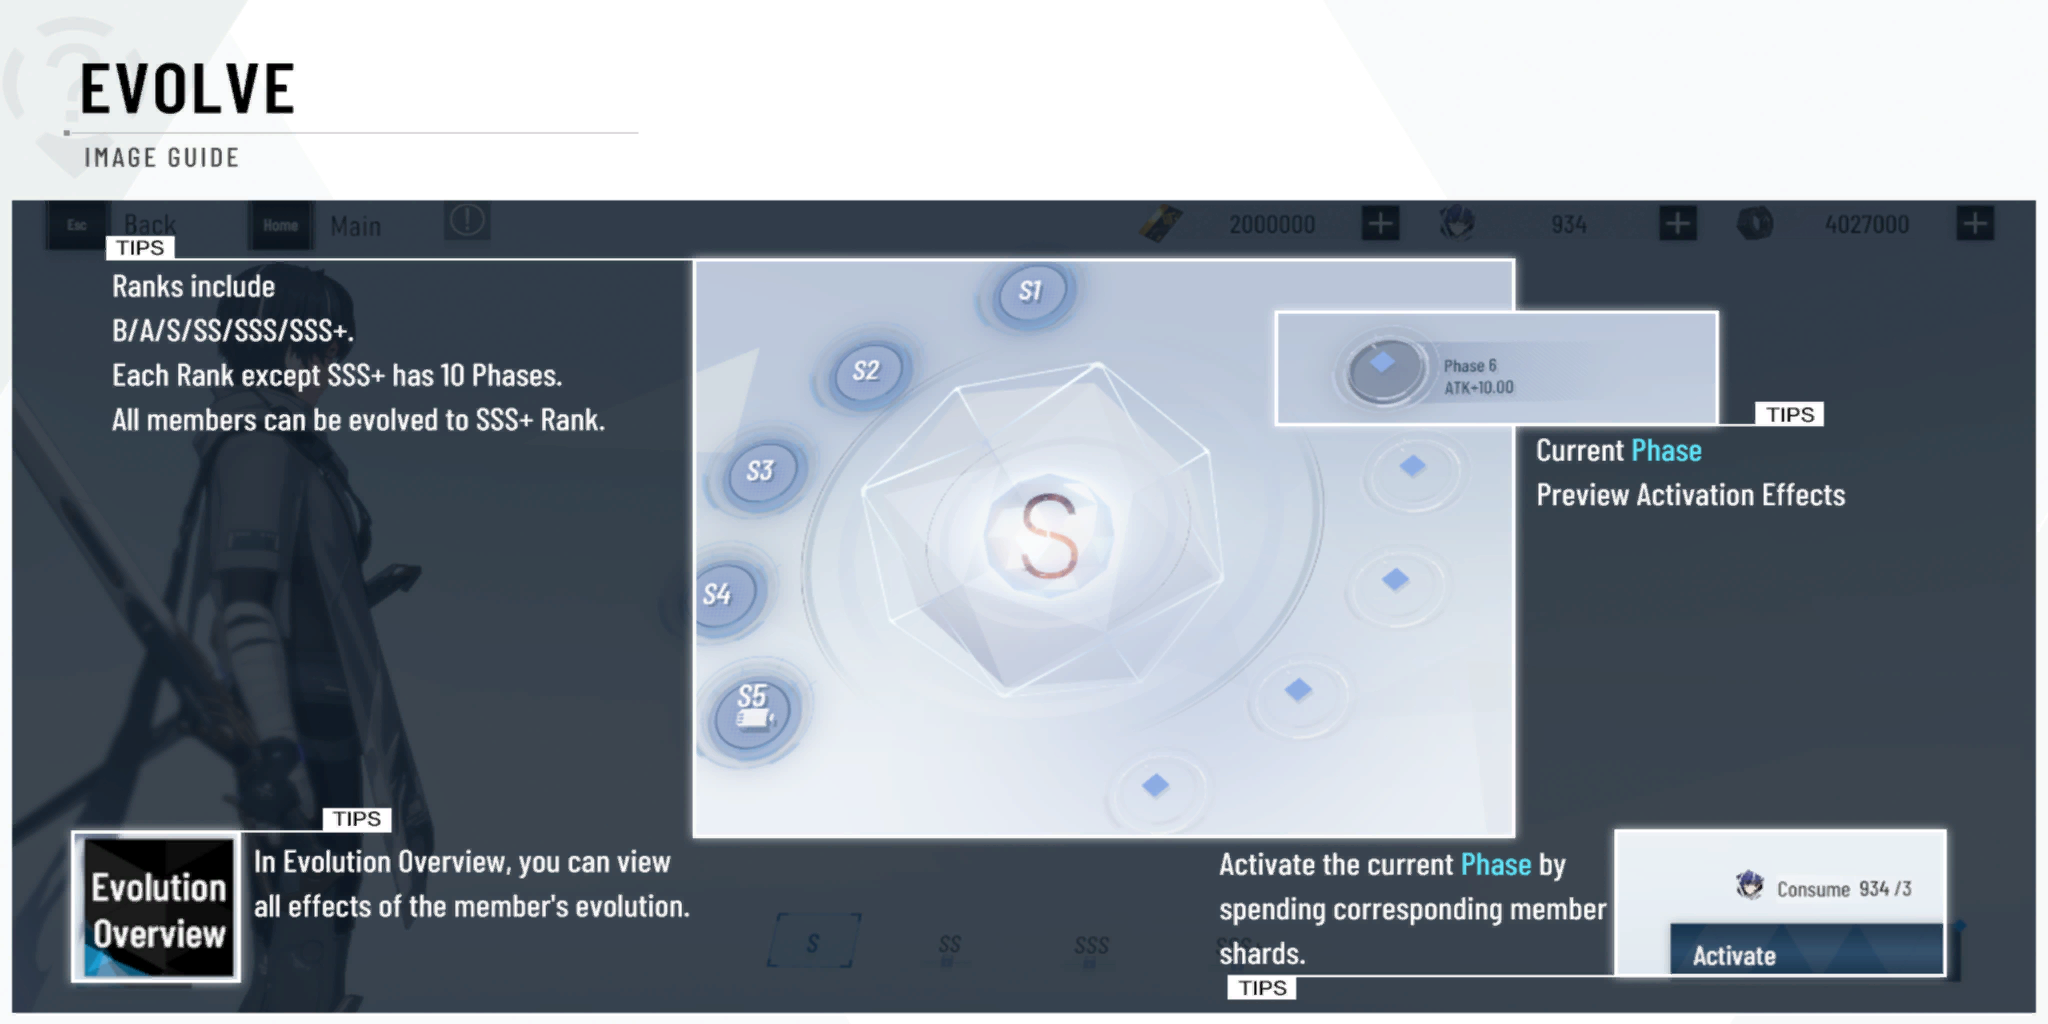 EVOLVE
IMAGE GUIDE
Esc
Back
Home
Main
2000000
934
4027000
TIPS
Ranks include
B/A/S/SS/SSS/SSS+.
Each Rank except SSS+ has 10 Phases.
All members can be evolved to SSS+ Rank.
S1
S2
S3
S4
S5
S
Phase 6
ATK+10.00
TIPS
Current Phase
Preview Activation Effects
TIPS
Evolution
Overview
In Evolution Overview, you can view
all effects of the member's evolution.
S
SS
SSS
Activate the current Phase by
spending corresponding member
shards.
TIPS
Consume 934 /3
Activate